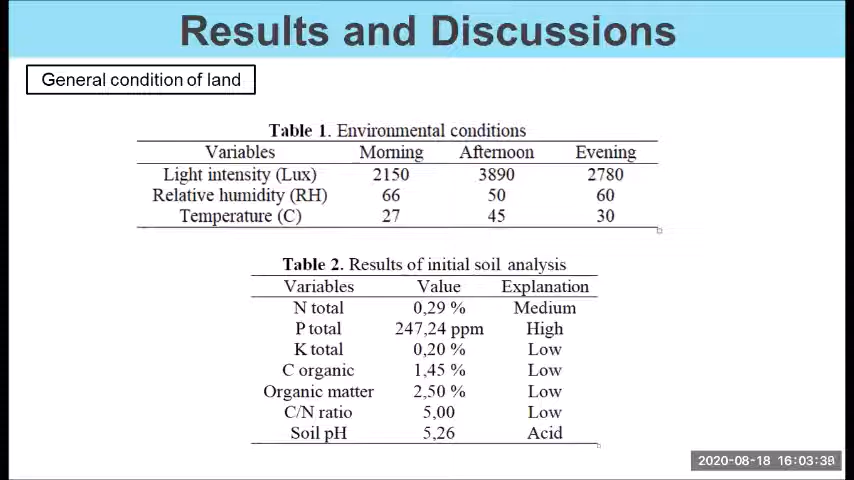 Results and Discussions
General condition of land
Table 1. Environmental conditions
Variables Morning Afternoon Evening
Light intensity (Lux) 2150 3890 2780
Relative humidity (RH) 66 50 60
Temperature (C) 27 45 30
Table 2. Results of initial soil analysis
Variables Value Explanation
N total 0,29 % Medium
P total 247,24 ppm High
K total 0,20 % Low
C organic 1,45 % Low
Organic matter 2,50 % Low
C/N ratio 5,00 Low
Soil pH 5,26 Acid
2020-08-18 16:03:39